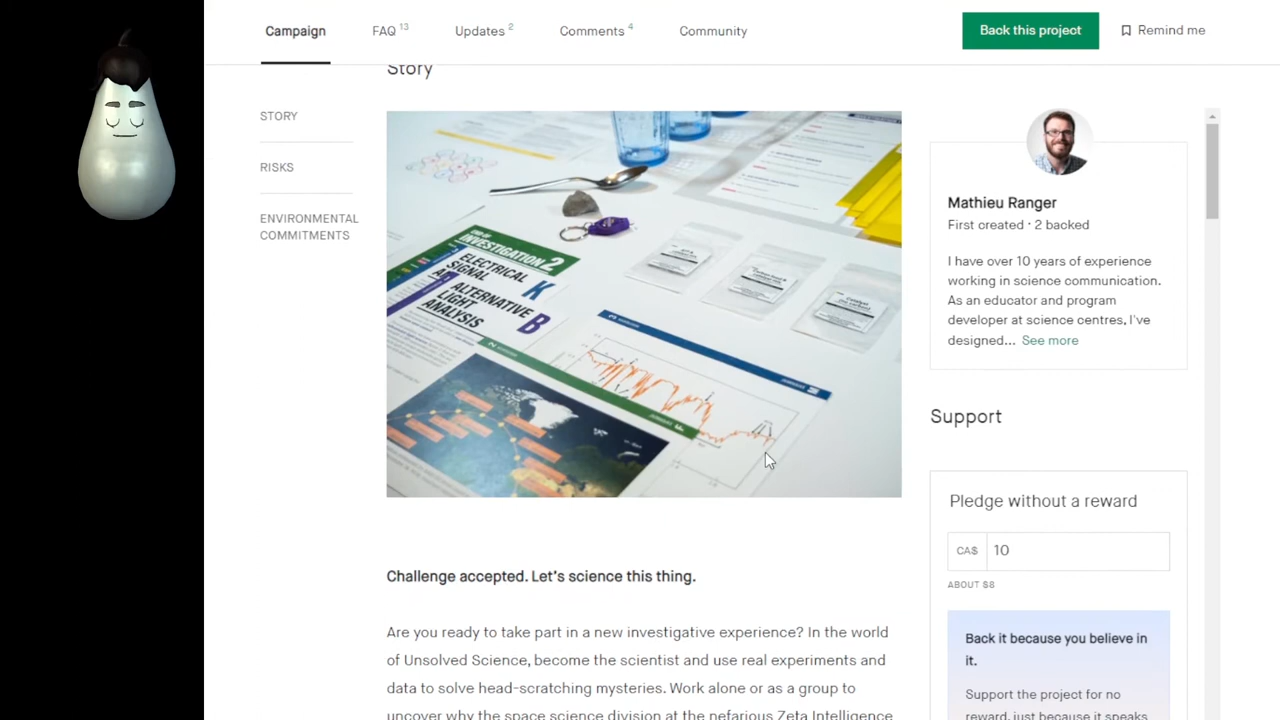 Campaign
FAQ 13
Updates 2
Comments 4
Community
Back this project
Remind me
Story
STORY
RISKS
ENVIRONMENTAL
COMMITMENTS
INVESTIGATION 2
ELECTRICAL
SIGNAL
K
ALTERNATIVE
LIGHT
ANALYSIS
B
Mathieu Ranger
First created · 2 backed
I have over 10 years of experience
working in science communication.
As an educator and program
developer at science centres, I've
designed... See more
Support
Pledge without a reward
CA$ 10
ABOUT $8
Back it because you believe in
it.
Support the project for no
reward, just because it speaks
Challenge accepted. Let's science this thing.
Are you ready to take part in a new investigative experience? In the world
of Unsolved Science, become the scientist and use real experiments and
data to solve head-scratching mysteries. Work alone or as a group to
uncover why the space science division at the nefarious Zeta Intelligence